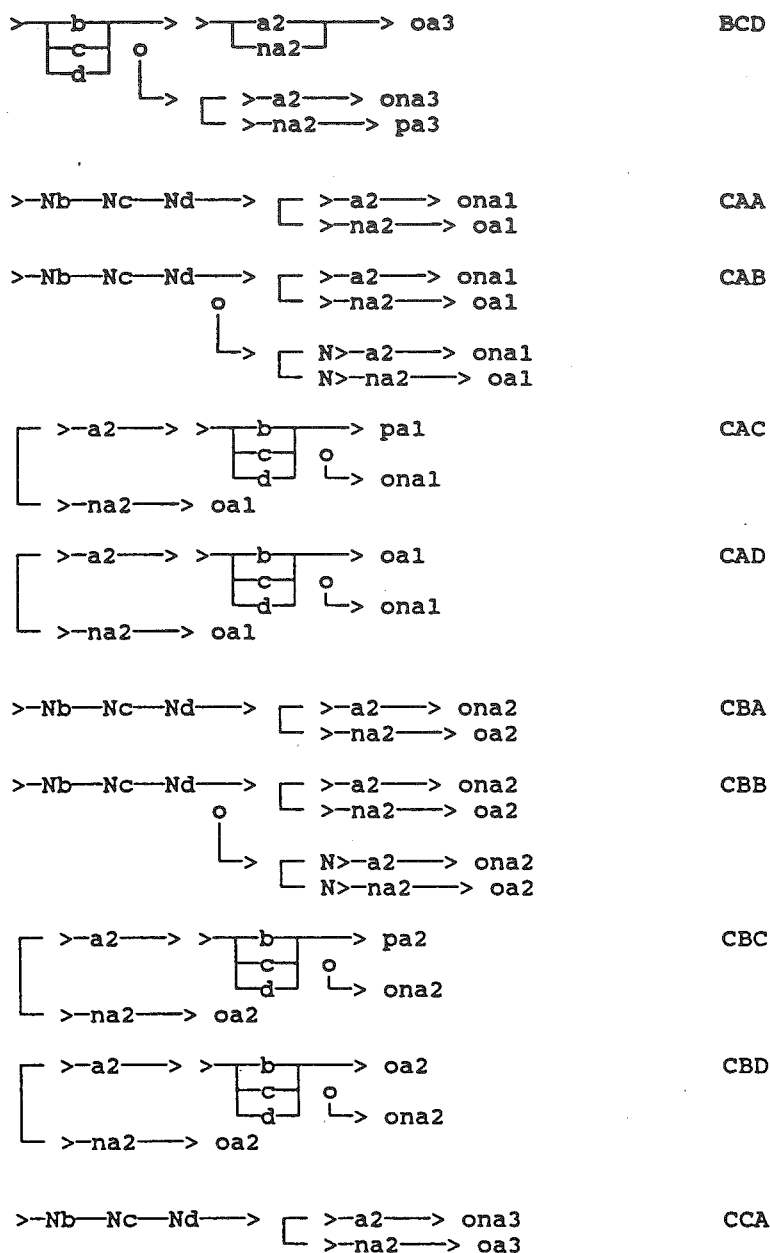 >—b—> >—a2—> oa3 BCD
c o na2
d
> >—a2—> ona3
>—na2—> pa3
>—Nb—Nc—Nd—> >—a2—> ona1 CAA
>—na2—> oa1
>—Nb—Nc—Nd—> >—a2—> ona1 CAB
o >—na2—> oa1
> N>—a2—> ona1
N>—na2—> oa1
>—a2—> >—b—> pa1 CAC
c o
d > ona1
>—na2—> oa1
>—a2—> >—b—> oa1 CAD
c o
d > ona1
>—na2—> oa1
>—Nb—Nc—Nd—> >—a2—> ona2 CBA
>—na2—> oa2
>—Nb—Nc—Nd—> >—a2—> ona2 CBB
o >—na2—> oa2
> N>—a2—> ona2
N>—na2—> oa2
>—a2—> >—b—> pa2 CBC
c o
d > ona2
>—na2—> oa2
>—a2—> >—b—> oa2 CBD
c o
d > ona2
>—na2—> oa2
>—Nb—Nc—Nd—> >—a2—> ona3 CCA
>—na2—> oa3